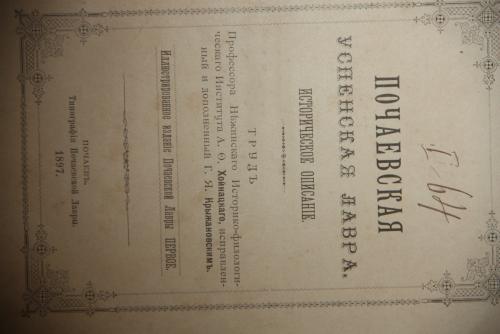 ПОЧАЕВСКАЯ
УСПЕНСКАЯ ЛАВРА.
ИСТОРИЧЕСКОЕ ОПИСАНІЕ.
ТРУДЪ
Профессора Нѣжинскаго Историко-филологи-
ческаго Института А. Ѳ. Хойнацкаго, исправлен-
ный и дополненный Г. Я. Крыжановскимъ.
Иллюстрированное изданіе Почаевской Лавры ПЕРВОЕ.
ПОЧАЕВЪ.
Типографія Почаевской Лавры.
1897.
I-64